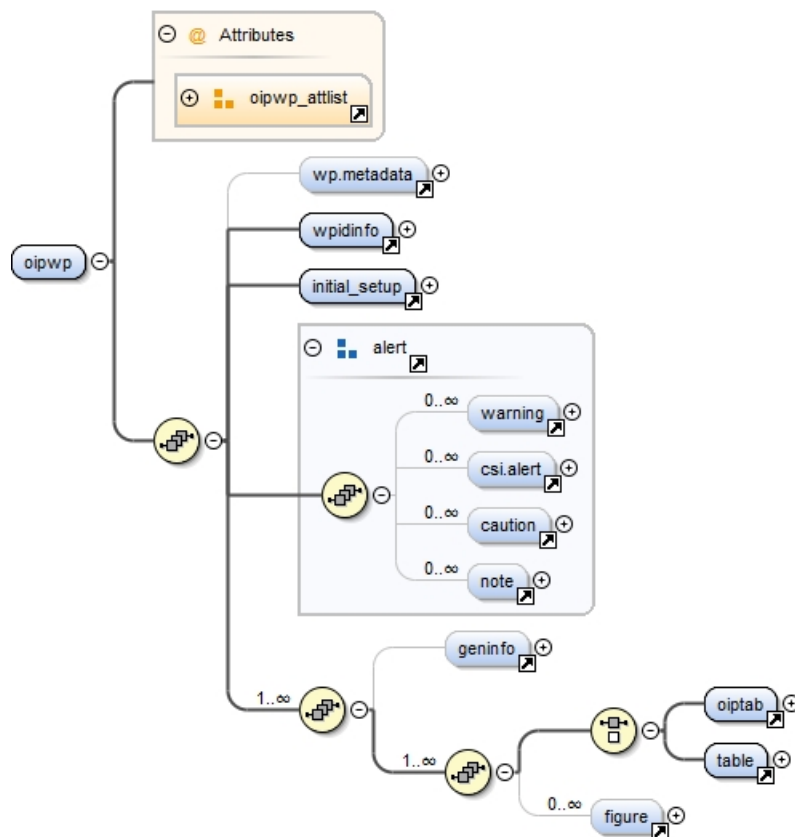 @ Attributes
oipwp_attlist
wp.metadata
wpidinfo
oipwp
initial_setup
alert
0..∞
warning
0..∞
csi.alert
0..∞
caution
0..∞
note
geninfo
1..∞
oiptab
1..∞
table
0..∞
figure